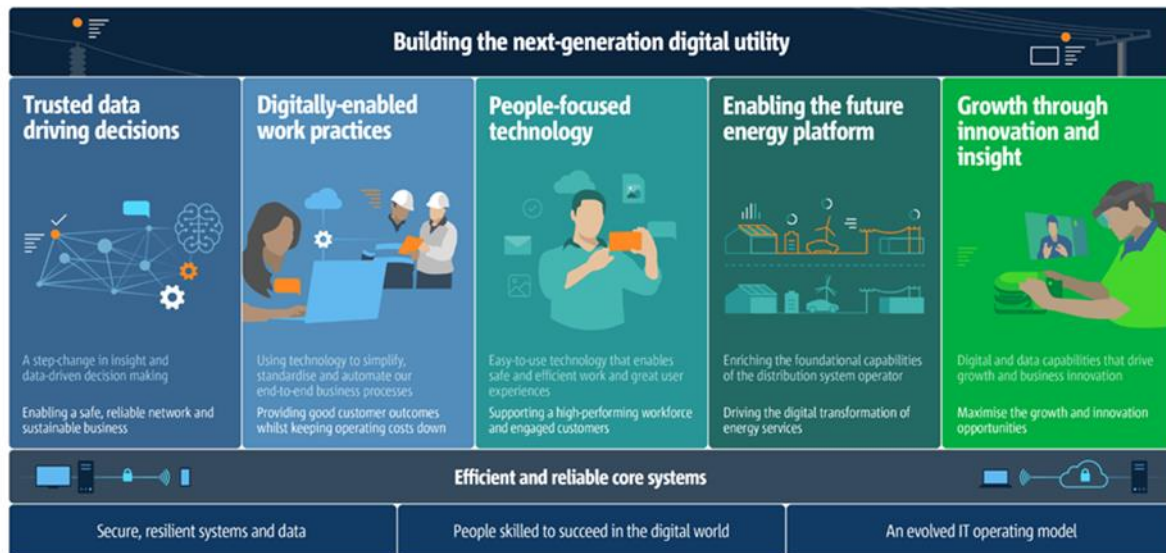 Building the next-generation digital utility
Trusted data
driving decisions
A step-change in insight and
data-driven decision making
Enabling a safe, reliable network and
sustainable business
Digitally-enabled
work practices
Using technology to simplify,
standardise and automate our
end-to-end business processes
Providing good customer outcomes
whilst keeping operating costs down
People-focused
technology
Easy-to-use technology that enables
safe and efficient work and great user
experiences
Supporting a high-performing workforce
and engaged customers
Enabling the future
energy platform
Enriching the foundational capabilities
of the distribution system operator
Driving the digital transformation of
energy services
Growth through
innovation and
insight
Digital and data capabilities that drive
growth and business innovation
Maximise the growth and innovation
opportunities
Efficient and reliable core systems
Secure, resilient systems and data
People skilled to succeed in the digital world
An evolved IT operating model